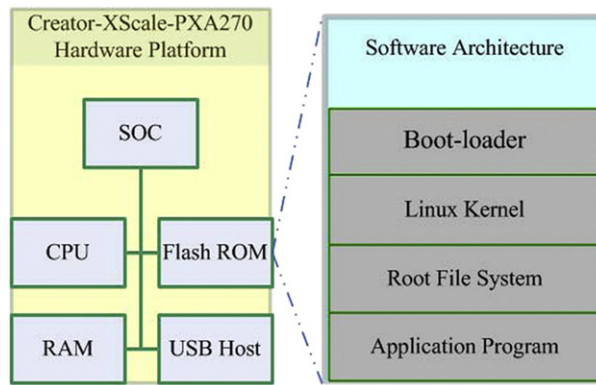 Creator-XScale-PXA270
Hardware Platform
SOC
CPU
Flash ROM
RAM
USB Host
Software Architecture
Boot-loader
Linux Kernel
Root File System
Application Program